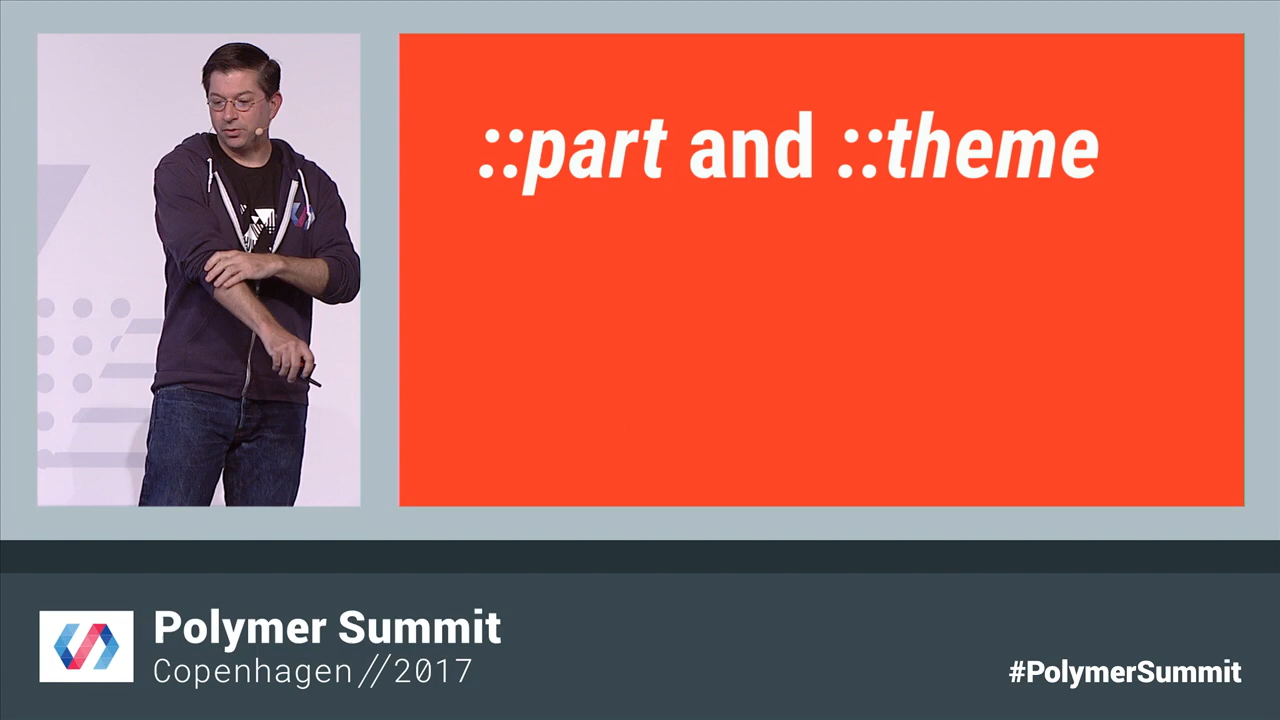 ::part and ::theme
Polymer Summit
Copenhagen//2017
#PolymerSummit